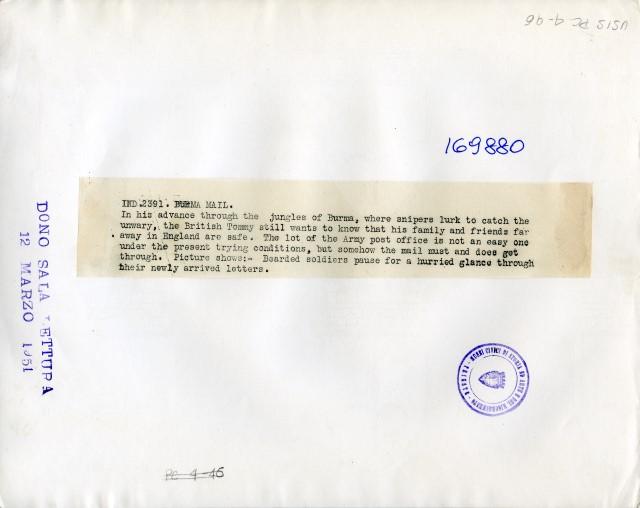 USIS PC 4-46
169880
IND.2391. BURMA MAIL.
In his advance through the jungles of Burma, where snipers lurk to catch the
unwary, the British Tommy still wants to know that his family and friends far
away in England are safe. The lot of the Army post office is not an easy one
under the present trying conditions, but somehow the mail must and does get
through. Picture shows:- Bearded soldiers pause for a hurried glance through
their newly arrived letters.
DONO SALA LETTURA
12 MARZO 1951
PC 4-46